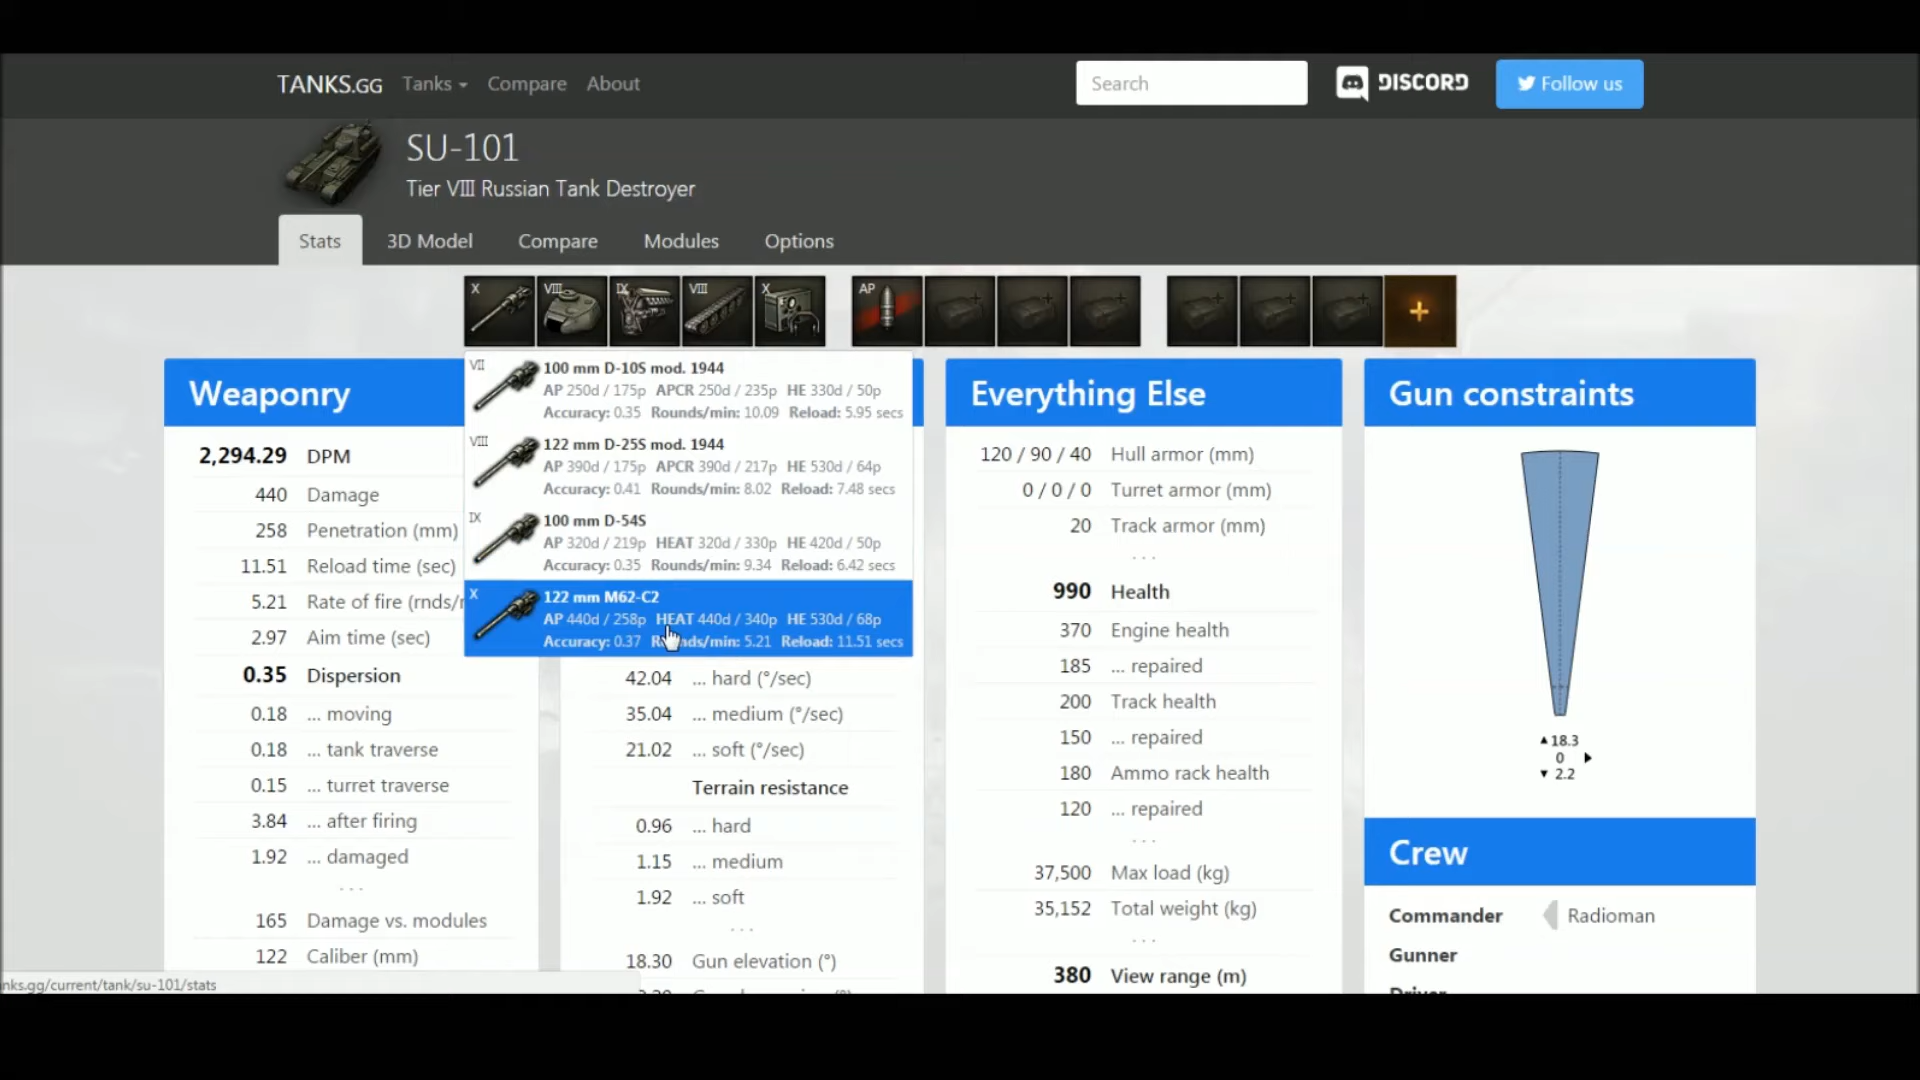 TANKS.GG Tanks Compare About Search DISCORD Follow us
SU-101
Tier VIII Russian Tank Destroyer
Stats 3D Model Compare Modules Options
X VIII IX VIII X AP
VII 100 mm D-10S mod. 1944
AP 250d / 175p APCR 250d / 235p HE 330d / 50p
Accuracy: 0.35 Rounds/min: 10.09 Reload: 5.95 secs
VIII 122 mm D-25S mod. 1944
AP 390d / 175p APCR 390d / 217p HE 530d / 64p
Accuracy: 0.41 Rounds/min: 8.02 Reload: 7.48 secs
IX 100 mm D-54S
AP 320d / 219p HEAT 320d / 330p HE 420d / 50p
Accuracy: 0.35 Rounds/min: 9.34 Reload: 6.42 secs
X 122 mm M62-C2
AP 440d / 258p HEAT 440d / 340p HE 530d / 68p
Accuracy: 0.37 Rounds/min: 5.21 Reload: 11.51 secs
Weaponry
2,294.29 DPM
440 Damage
258 Penetration (mm)
11.51 Reload time (sec)
5.21 Rate of fire (rnds/
2.97 Aim time (sec)
0.35 Dispersion
0.18 ... moving
0.18 ... tank traverse
0.15 ... turret traverse
3.84 ... after firing
1.92 ... damaged
...
165 Damage vs. modules
122 Caliber (mm)
42.04 ... hard (°/sec)
35.04 ... medium (°/sec)
21.02 ... soft (°/sec)
Terrain resistance
0.96 ... hard
1.15 ... medium
1.92 ... soft
...
18.30 Gun elevation (°)
Everything Else
120 / 90 / 40 Hull armor (mm)
0 / 0 / 0 Turret armor (mm)
20 Track armor (mm)
...
990 Health
370 Engine health
185 ... repaired
200 Track health
150 ... repaired
180 Ammo rack health
120 ... repaired
...
37,500 Max load (kg)
35,152 Total weight (kg)
...
380 View range (m)
Gun constraints
▲ 18.3
0 ▶
▼ 2.2
Crew
Commander Radioman
Gunner
Driver
nks.gg/current/tank/su-101/stats